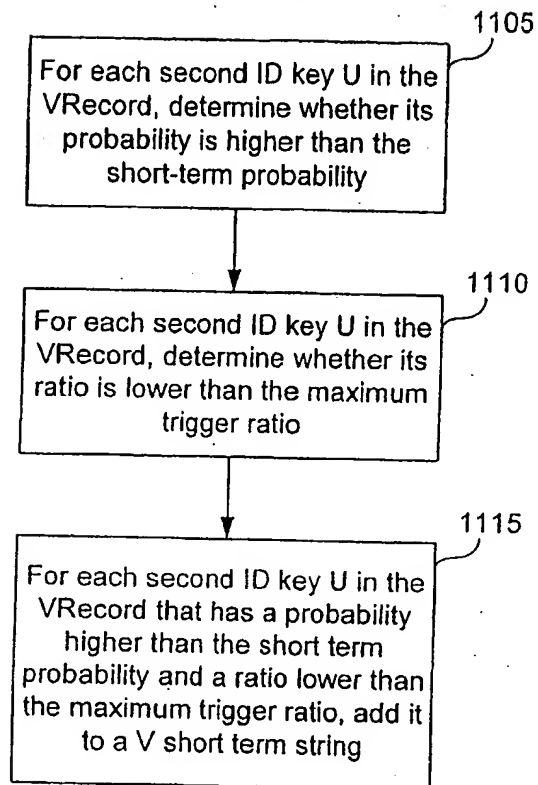 1105
For each second ID key U in the
VRecord, determine whether its
probability is higher than the
short-term probability
1110
For each second ID key U in the
VRecord, determine whether its
ratio is lower than the maximum
trigger ratio
1115
For each second ID key U in the
VRecord that has a probability
higher than the short term
probability and a ratio lower than
the maximum trigger ratio, add it
to a V short term string